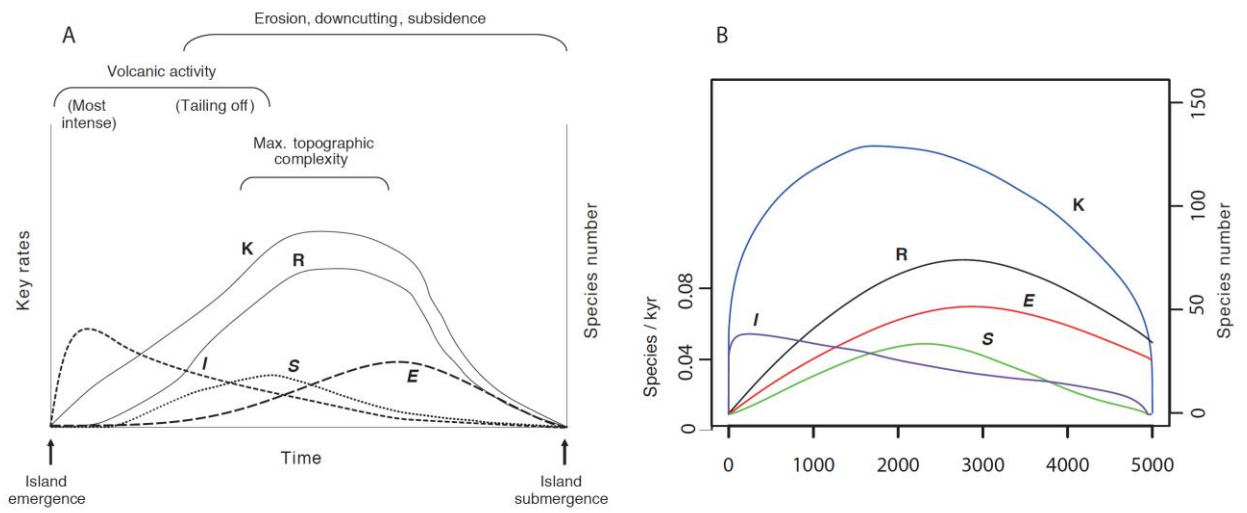 A
Erosion, downcutting, subsidence
Volcanic activity
(Most
intense)
(Tailing off)
Max. topographic
complexity
Key rates
K
R
I
S
E
Species number
Time
Island
emergence
Island
submergence
B
Species / kyr
0
0.04
0.08
K
R
E
I
S
0
50
100
150
Species number
0
1000
2000
3000
4000
5000